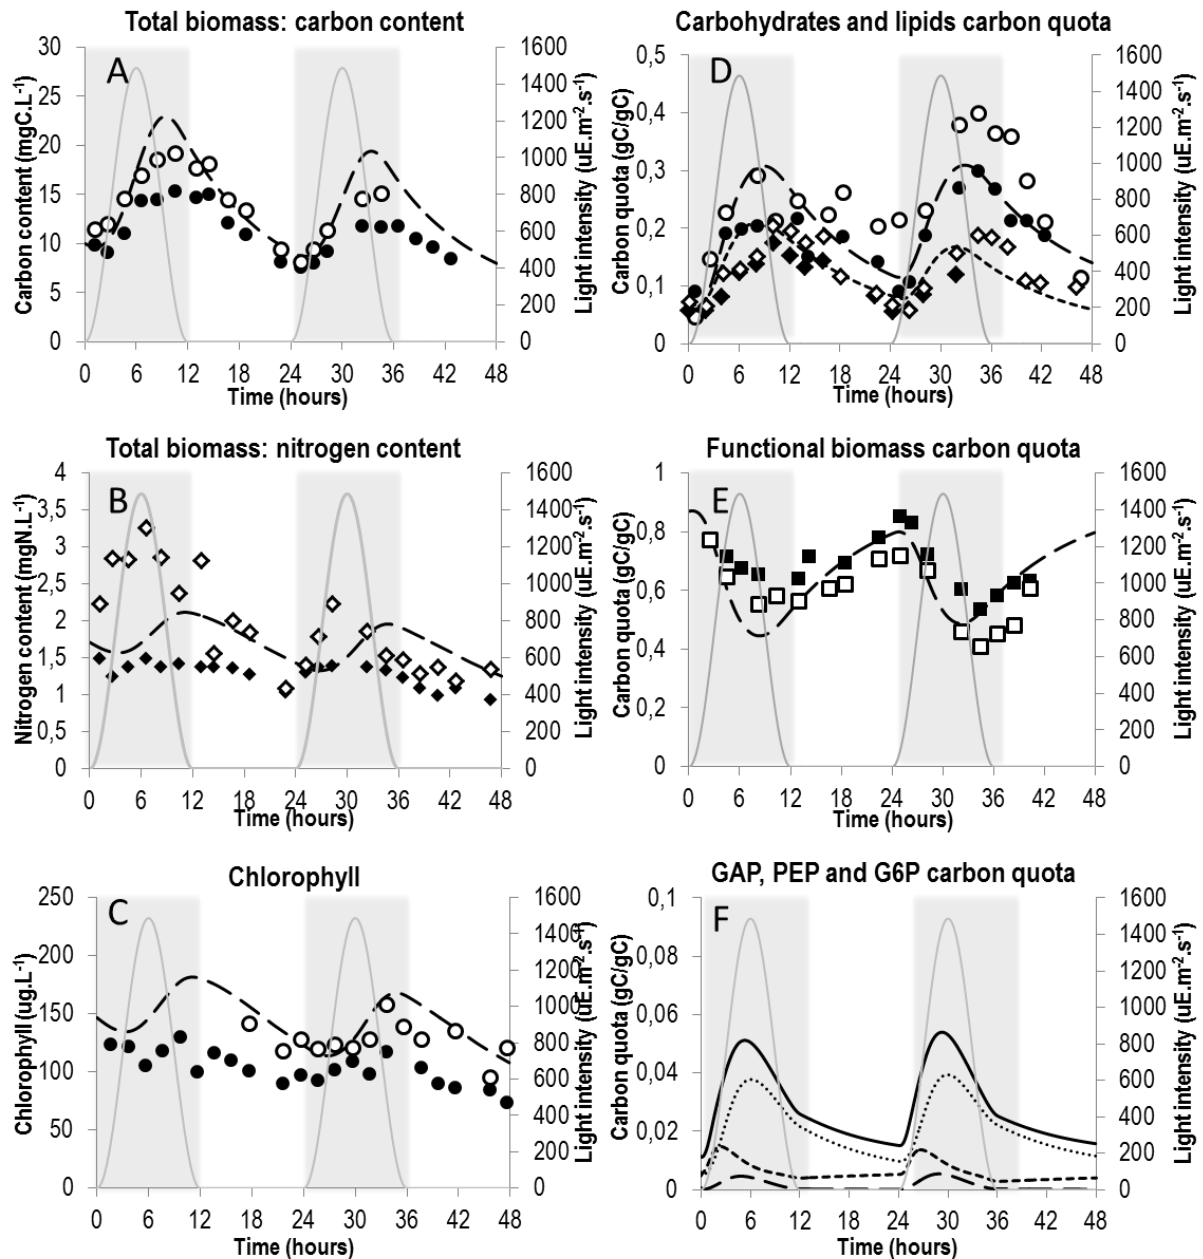 Total biomass: carbon content
A
Carbon content (mgC.L-1)
30
25
20
15
10
5
0
0 6 12 18 24 30 36 42 48
Time (hours)
1600
1400
1200
1000
800
600
400
200
0
Light intensity (uE.m-2.s-1)
Carbohydrates and lipids carbon quota
D
Carbon quota (gC/gC)
0,5
0,4
0,3
0,2
0,1
0
0 6 12 18 24 30 36 42 48
Time (hours)
1600
1400
1200
1000
800
600
400
200
0
Light intensity (uE.m-2.s-1)
Total biomass: nitrogen content
B
Nitrogen content (mgN.L-1)
4
3,5
3
2,5
2
1,5
1
0,5
0
0 6 12 18 24 30 36 42 48
Time (hours)
1600
1400
1200
1000
800
600
400
200
0
Light intensity (uE.m-2.s-1)
Functional biomass carbon quota
E
Carbon quota (gC/gC)
1
0,8
0,6
0,4
0,2
0
0 6 12 18 24 30 36 42 48
Time (hours)
1600
1400
1200
1000
800
600
400
200
0
Light intensity (uE.m-2.s-1)
Chlorophyll
C
Chlorophyll (ug.L-1)
250
200
150
100
50
0
0 6 12 18 24 30 36 42 48
Time (hours)
1600
1400
1200
1000
800
600
400
200
0
Light intensity (uE.m-2.s-1)
GAP, PEP and G6P carbon quota
F
Carbon quota (gC/gC)
0,1
0,08
0,06
0,04
0,02
0
0 6 12 18 24 30 36 42 48
Time (hours)
1600
1400
1200
1000
800
600
400
200
0
Light intensity (uE.m-2.s-1)